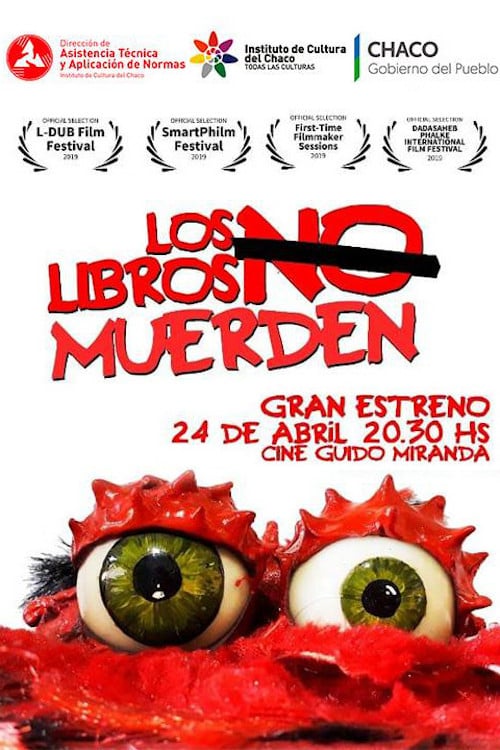 Dirección de
Asistencia Técnica
y Aplicación de Normas
Instituto de Cultura del Chaco
Instituto de Cultura
del Chaco
TODAS LAS CULTURAS
CHACO
Gobierno del Pueblo
OFFICIAL SELECTION
L-DUB Film
Festival
2019
OFFICIAL SELECTION
SmartPhilm
Festival
2019
OFFICIAL SELECTION
First-Time
Filmmaker
Sessions
2019
OFFICIAL SELECTION
DADASAHEB
PHALKE
INTERNATIONAL
FILM FESTIVAL
2019
LOS
LIBROS NO
MUERDEN
GRAN ESTRENO
24 DE ABRIL 20.30 HS
CINE GUIDO MIRANDA